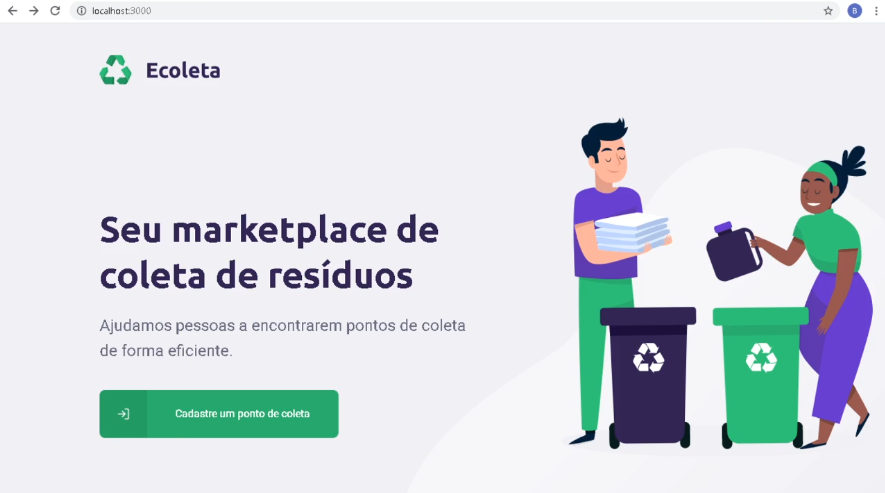 localhost:3000
B
Ecoleta
Seu marketplace de
coleta de resíduos
Ajudamos pessoas a encontrarem pontos de coleta
de forma eficiente.
Cadastre um ponto de coleta